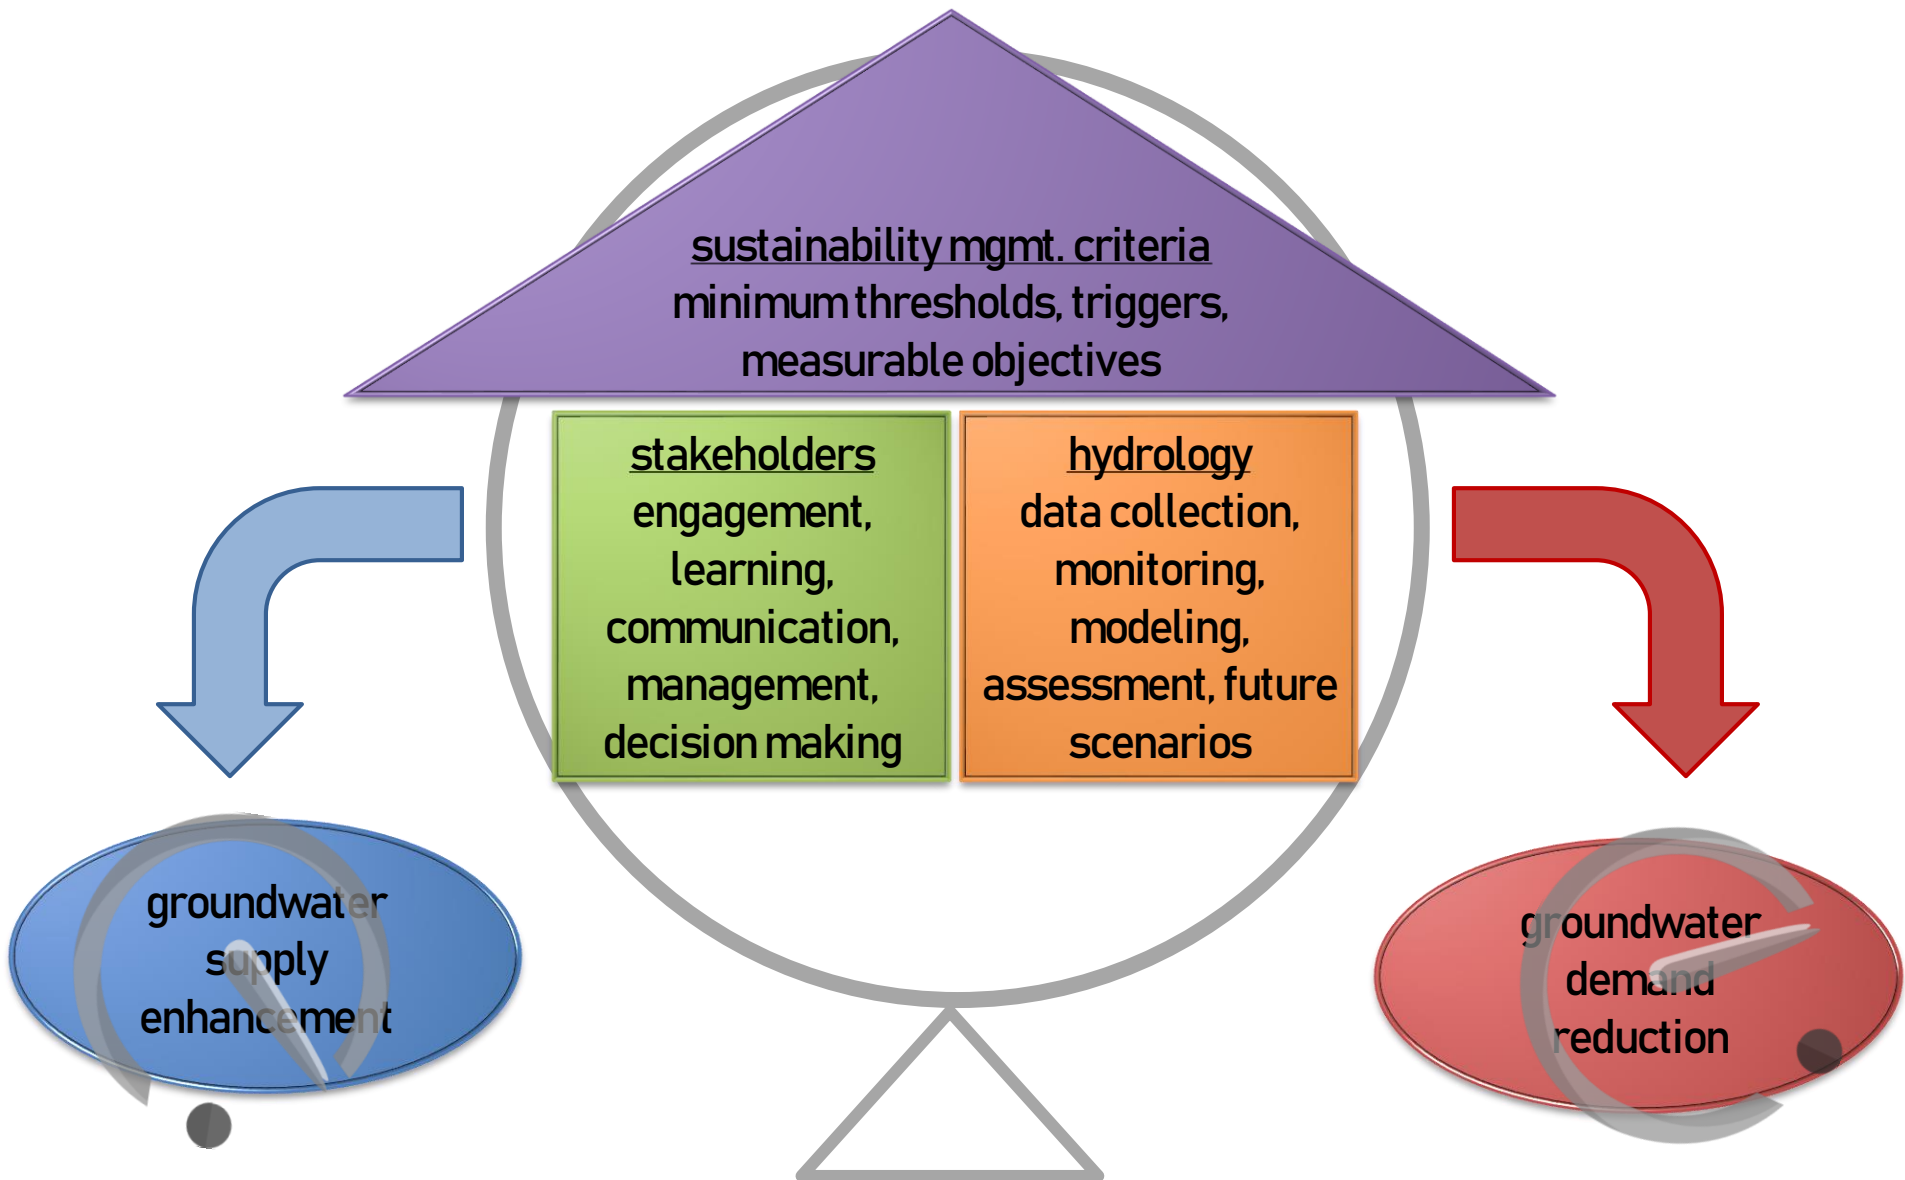 sustainability mgmt. criteria
minimum thresholds, triggers,
measurable objectives
stakeholders
engagement,
learning,
communication,
management,
decision making
hydrology
data collection,
monitoring,
modeling,
assessment, future
scenarios
groundwater
supply
enhancement
groundwater
demand
reduction